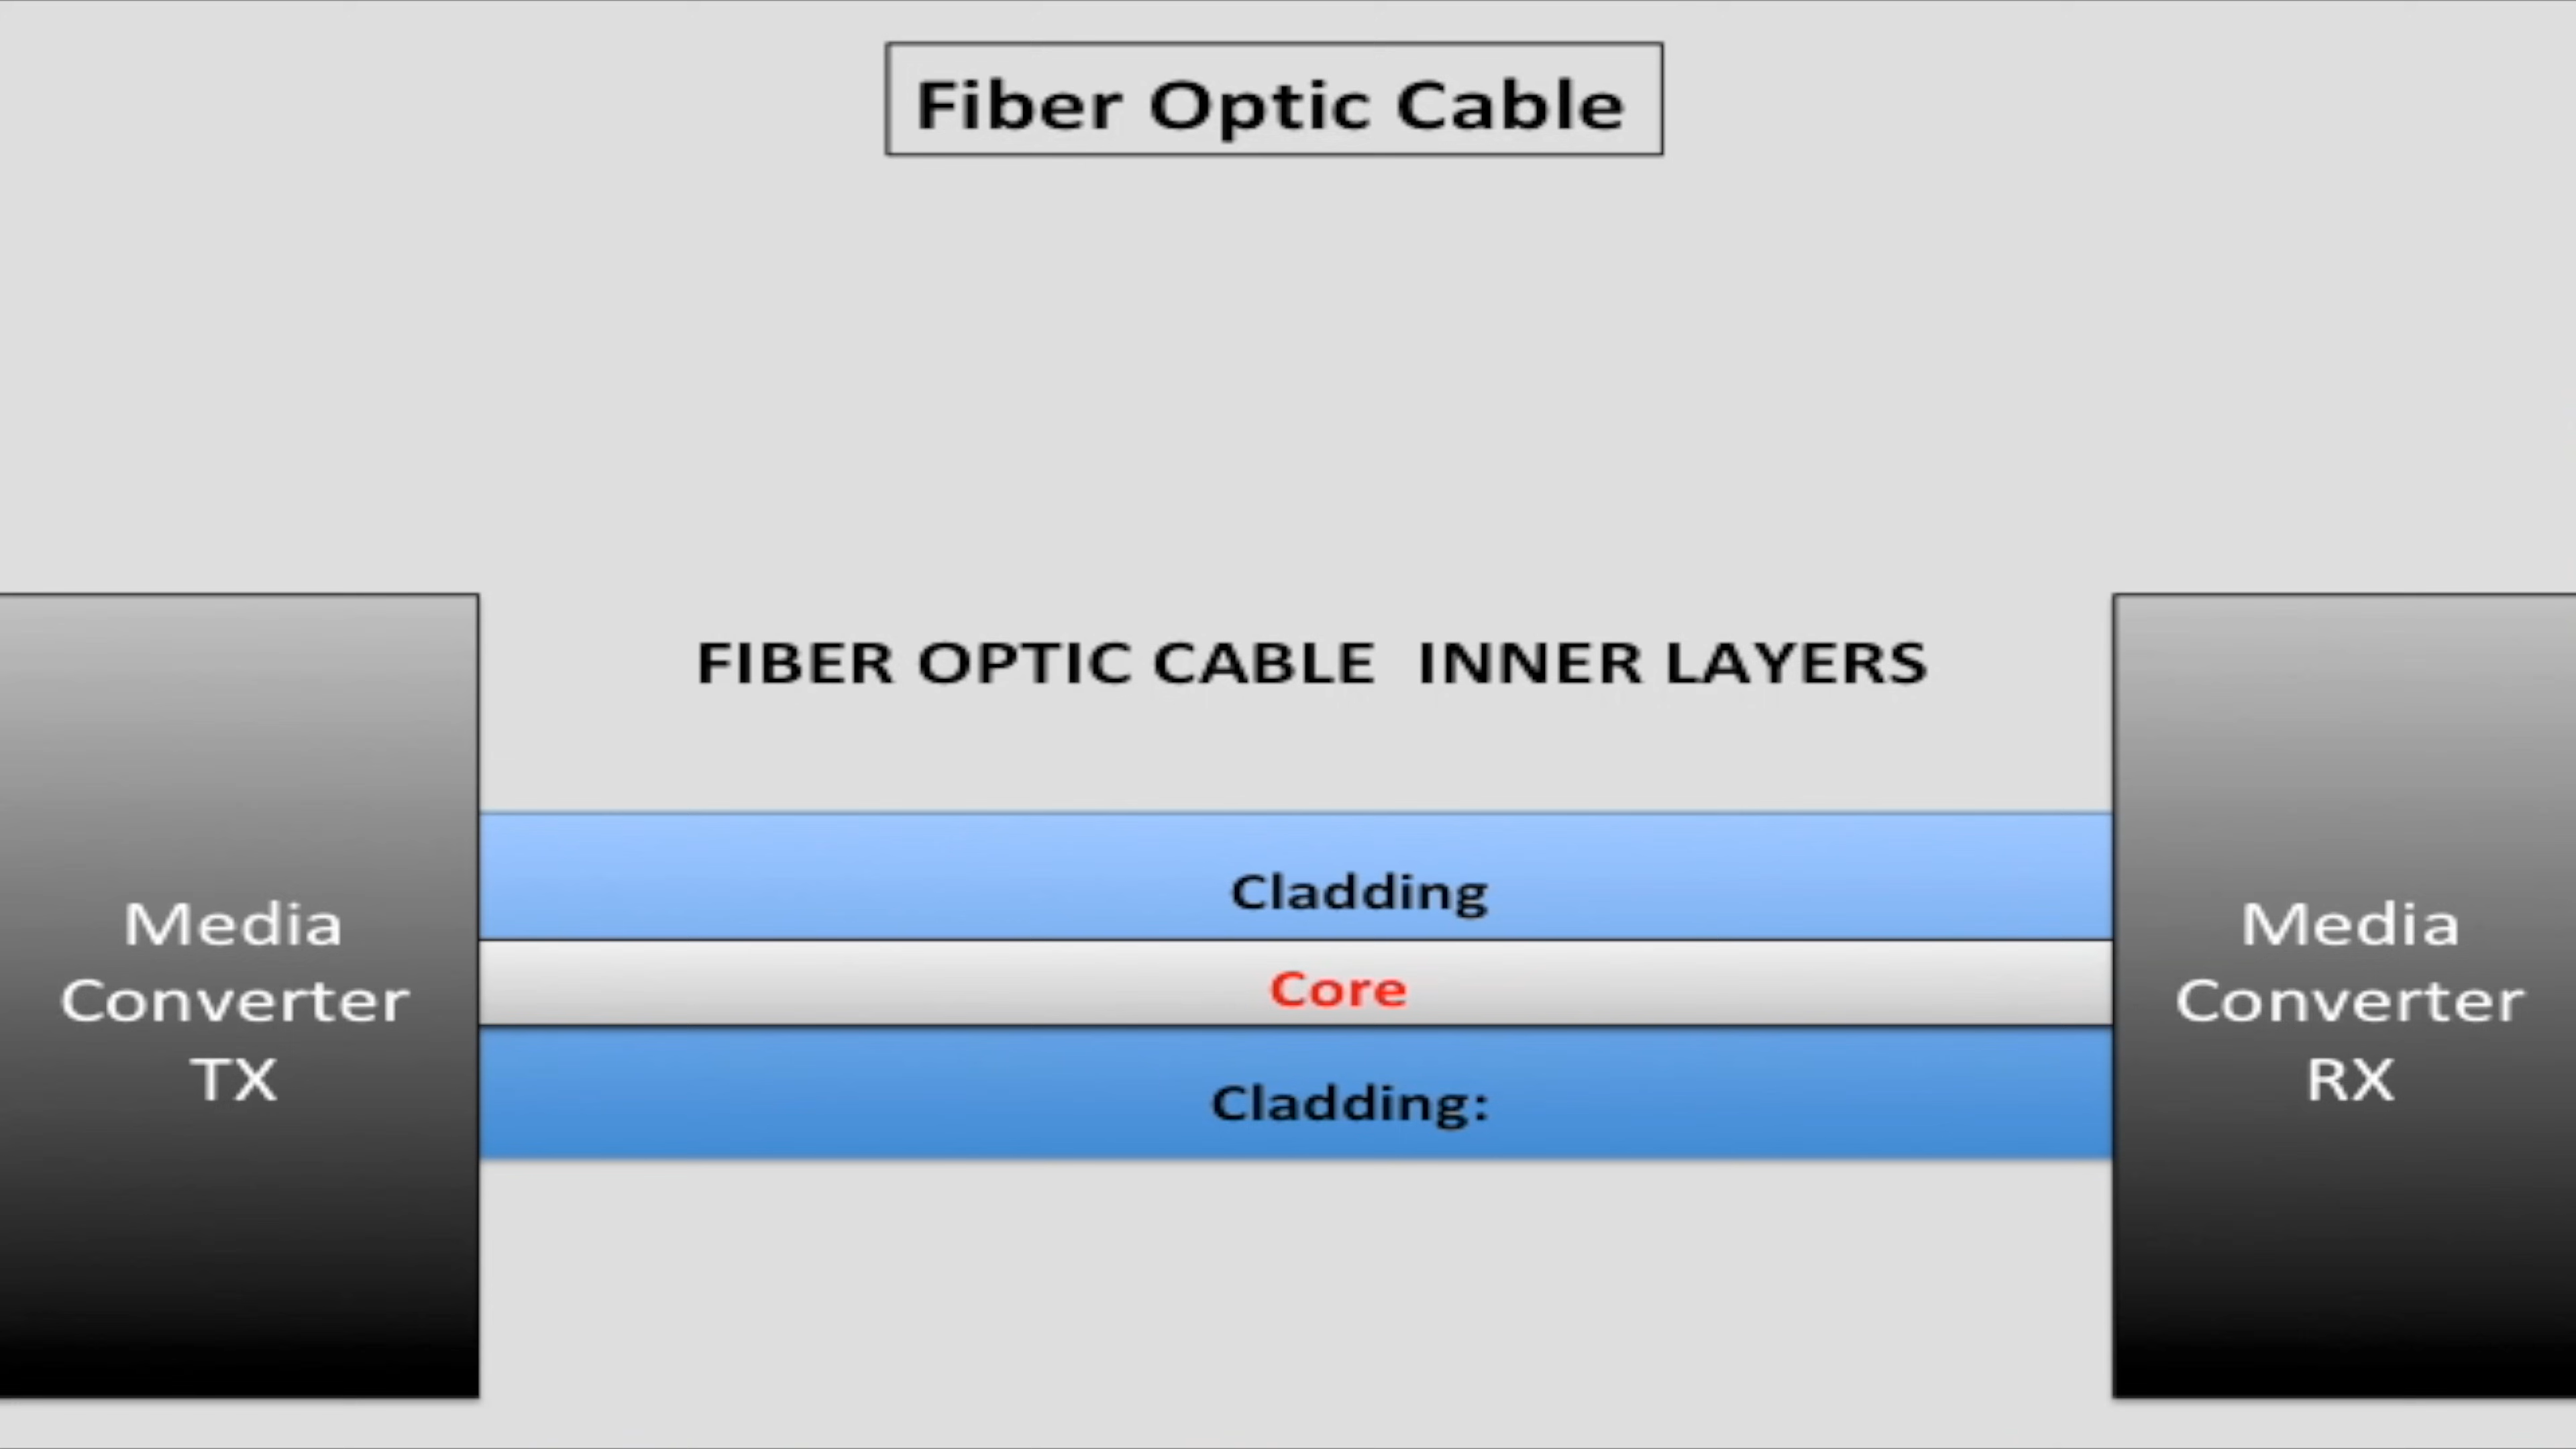 Fiber Optic Cable
FIBER OPTIC CABLE INNER LAYERS
Media
Converter
TX
Cladding
Core
Cladding:
Media
Converter
RX